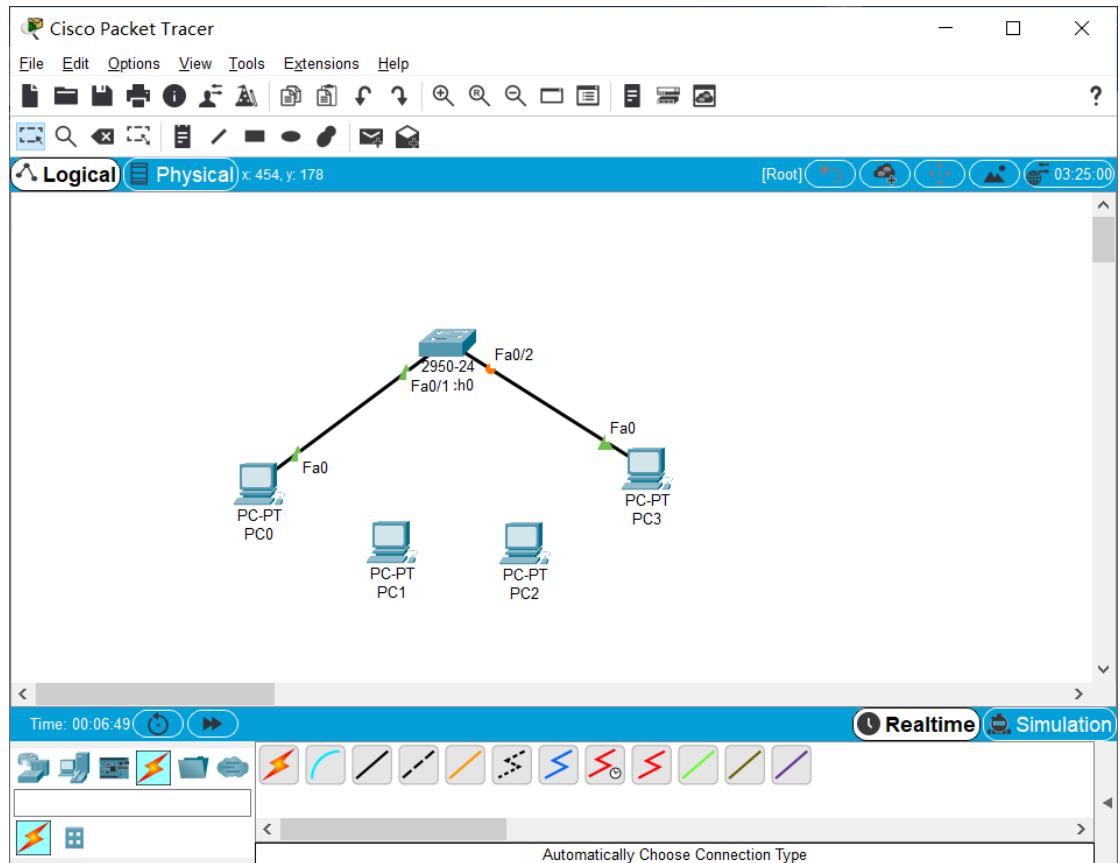 Cisco Packet Tracer
File Edit Options View Tools Extensions Help
?
Logical Physical x: 454, y: 178 [Root] 03:25:00
Fa0/2
2950-24
Fa0/1 :h0
Fa0
Fa0
PC-PT
PC3
PC-PT
PC0
PC-PT
PC1
PC-PT
PC2
Time: 00:06:49 Realtime Simulation
Automatically Choose Connection Type